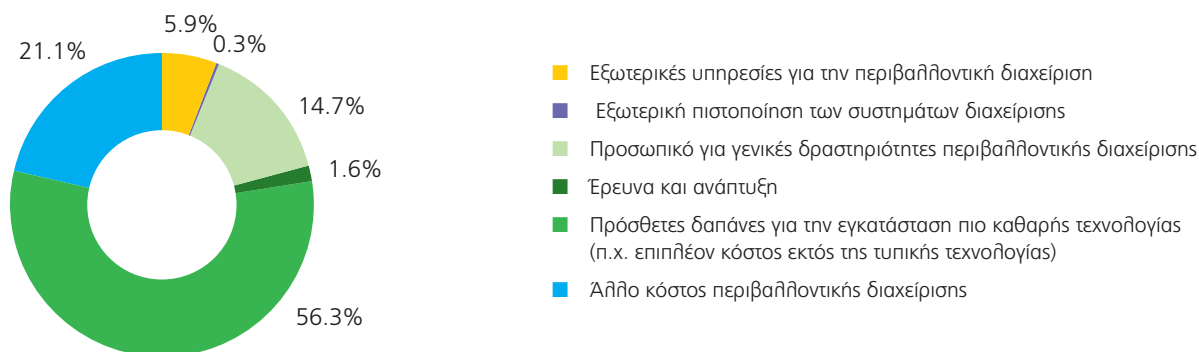 5.9%
0.3%
21.1%
14.7%
1.6%
56.3%
Εξωτερικές υπηρεσίες για την περιβαλλοντική διαχείριση
Εξωτερική πιστοποίηση των συστημάτων διαχείρισης
Προσωπικό για γενικές δραστηριότητες περιβαλλοντικής διαχείρισης
Έρευνα και ανάπτυξη
Πρόσθετες δαπάνες για την εγκατάσταση πιο καθαρής τεχνολογίας
(π.χ. επιπλέον κόστος εκτός της τυπικής τεχνολογίας)
Άλλο κόστος περιβαλλοντικής διαχείρισης